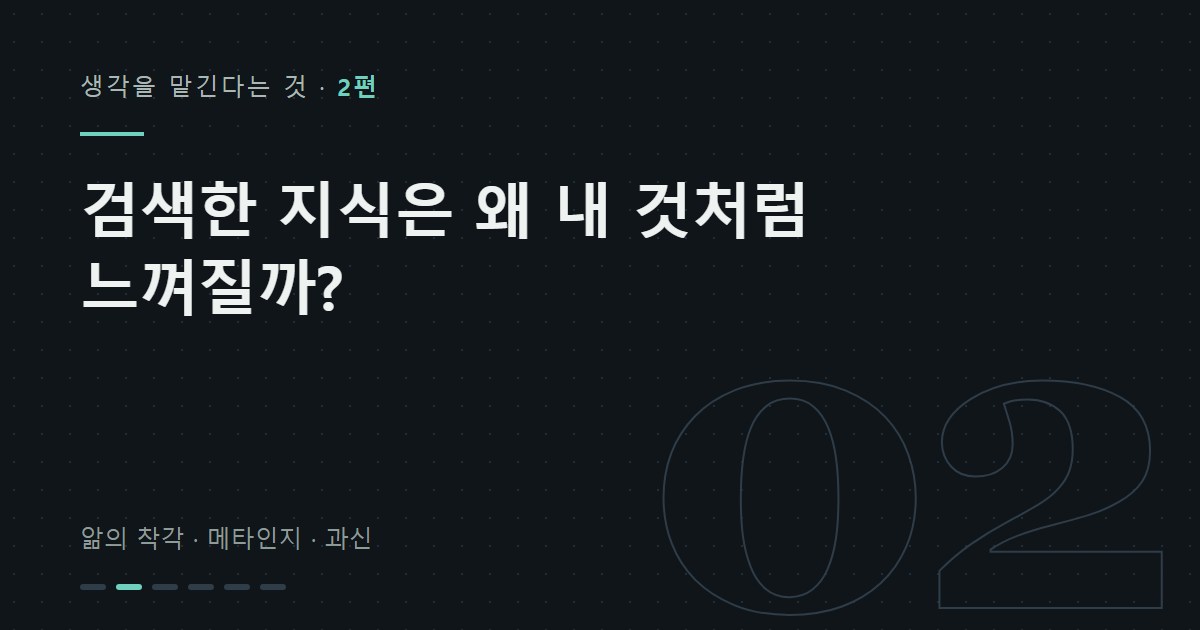 생각을 맡긴다는 것 · 2편
검색한 지식은 왜 내 것처럼
느껴질까?
02
앎의 착각 · 메타인지 · 과신